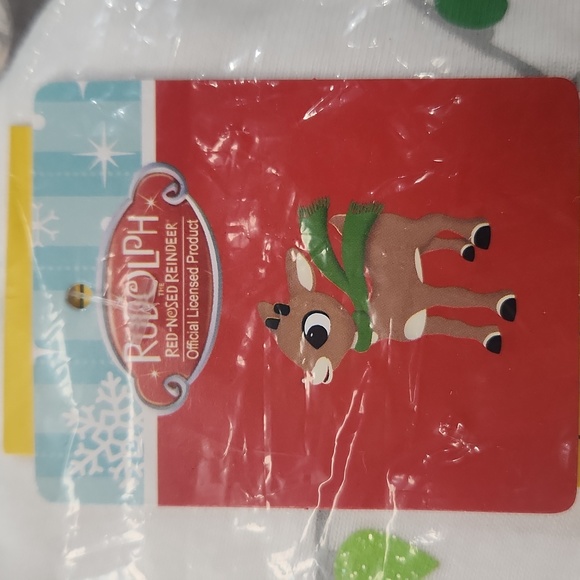 RUDOLPH
THE
RED-NOSED REINDEER
Official Licensed Product